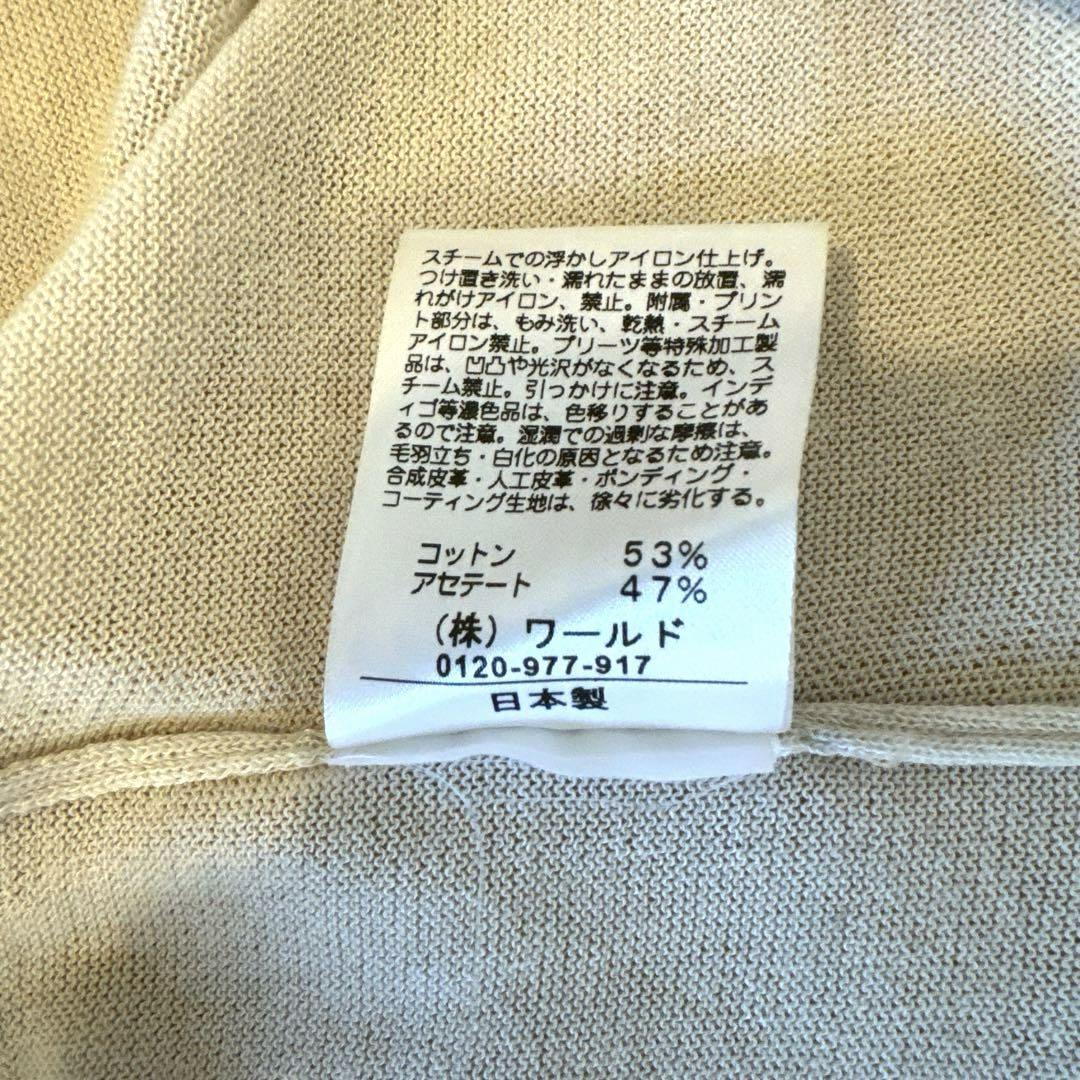 スチームでの浮かしアイロン仕上げ。
つけ置き洗い・濡れたままの放置、濡
れがけアイロン、禁止。附属・プリン
ト部分は、もみ洗い、乾熱・スチーム
アイロン禁止。プリーツ等特殊加工製
品は、凹凸や光沢がなくなるため、ス
チーム禁止。引っかけに注意。インデ
ィゴ等濃色品は、色移りすることがあ
るので注意。湿潤での過剰な摩擦は、
毛羽立ち・白化の原因となるため注意。
合成皮革・人工皮革・ボンディング・
コーティング生地は、徐々に劣化する。
コットン 53%
アセテート 47%
(株) ワールド
0120-977-917
日本製